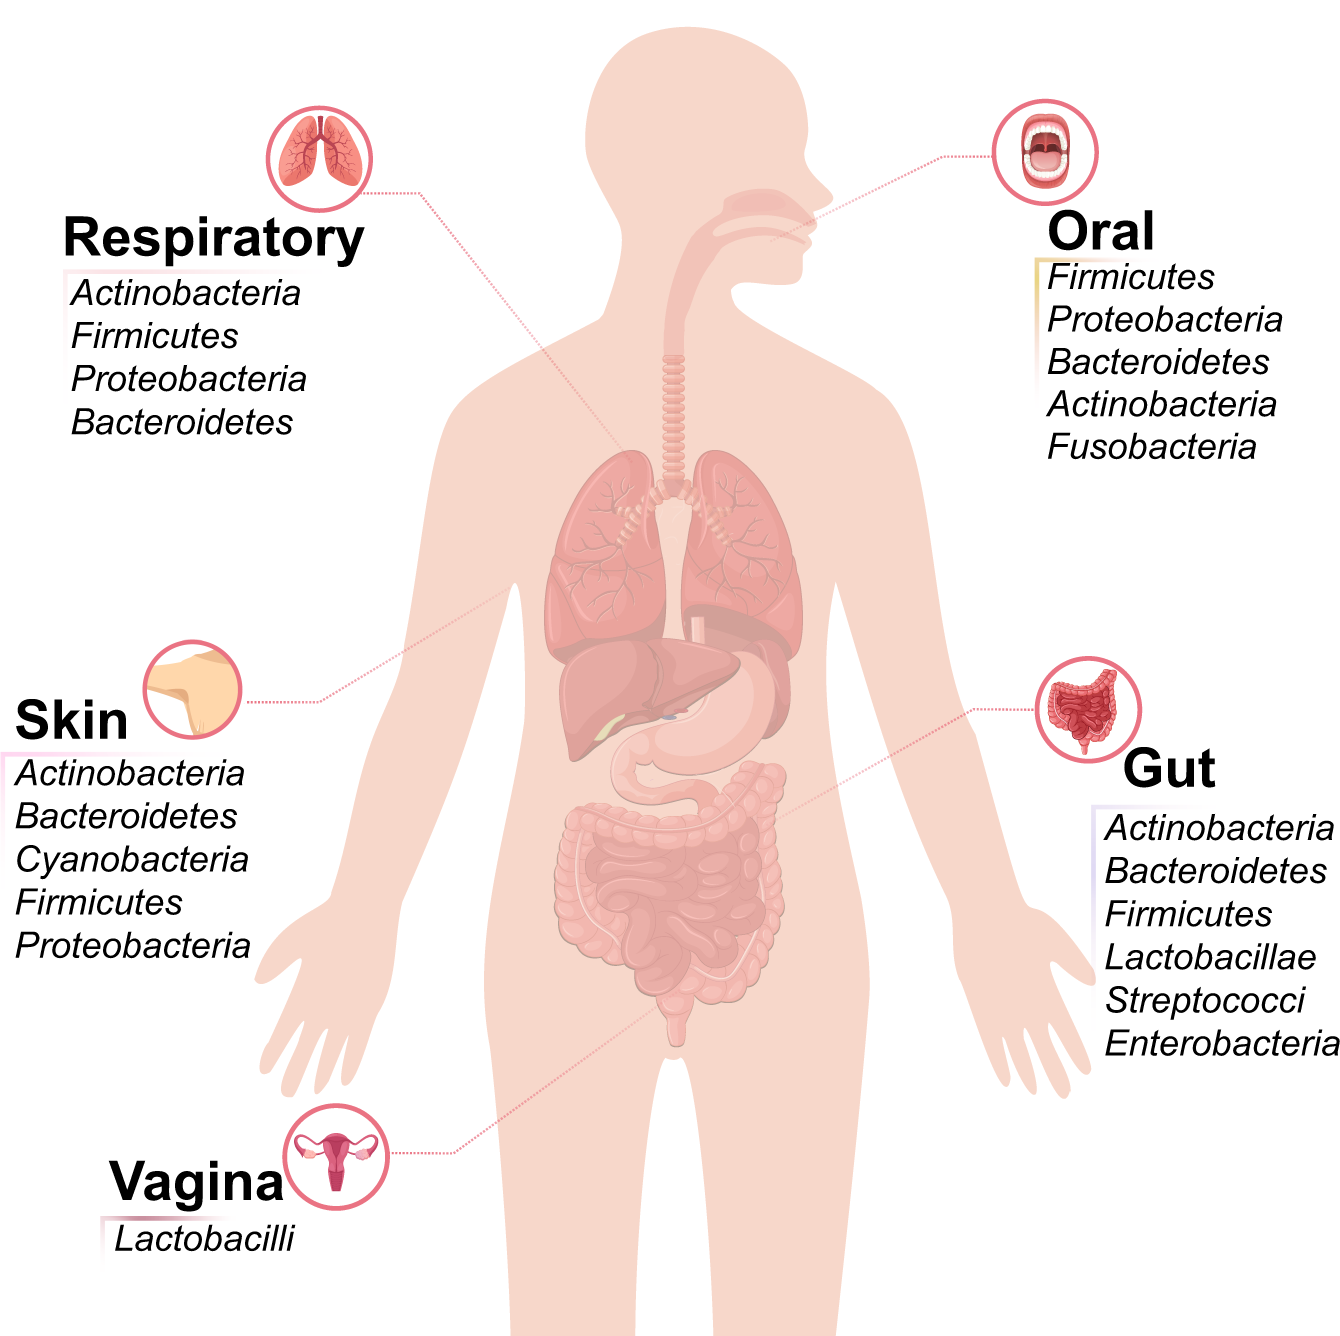 Respiratory
Actinobacteria
Firmicutes
Proteobacteria
Bacteroidetes
Oral
Firmicutes
Proteobacteria
Bacteroidetes
Actinobacteria
Fusobacteria
Skin
Actinobacteria
Bacteroidetes
Cyanobacteria
Firmicutes
Proteobacteria
Gut
Actinobacteria
Bacteroidetes
Firmicutes
Lactobacillae
Streptococci
Enterobacteria
Vagina
Lactobacilli